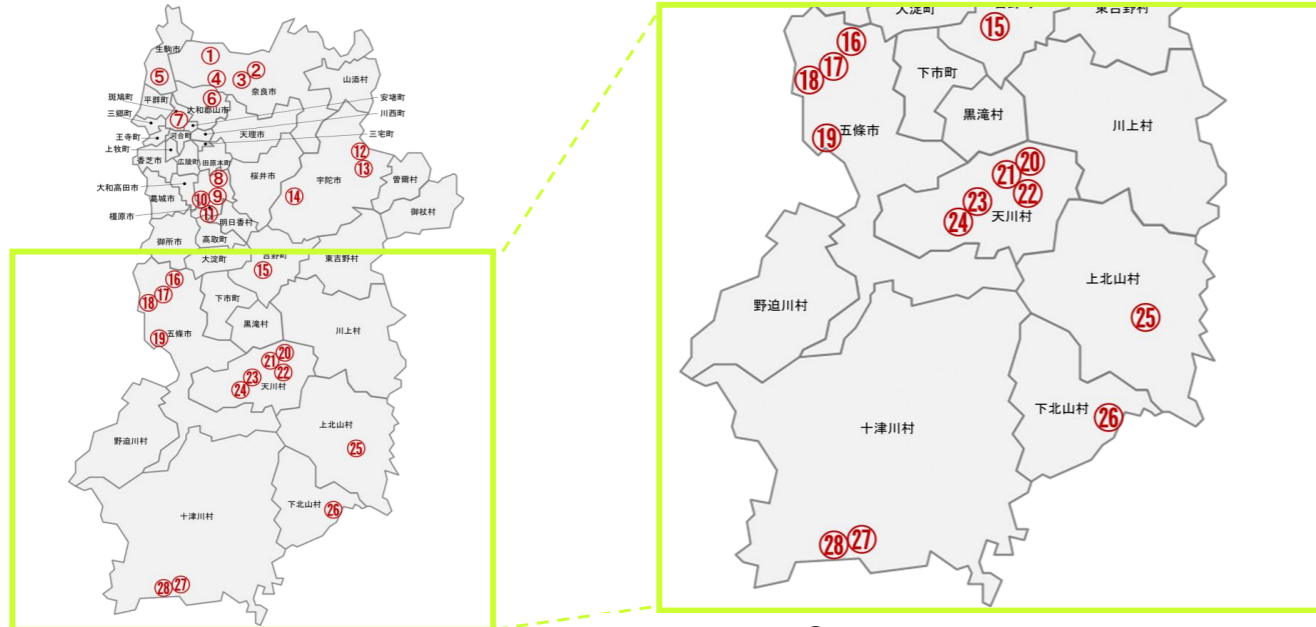 生駒市
①
②
⑤
④
③
奈良市
山添村
斑鳩町
平群町
⑥
大和郡山市
安堵町
三郷町
⑦
川西町
王寺町
河合町
天理市
三宅町
上牧町
香芝市
広陵町
田原本町
⑫
⑬
桜井市
宇陀市
曽爾村
大和高田市
⑧
葛城市
⑩
⑨
⑭
御杖村
橿原市
⑪
明日香村
御所市
高取町
大淀町
吉野町
東吉野村
⑮
⑯
⑰
⑱
下市町
黒滝村
川上村
⑲
五條市
⑳
㉑
㉒
㉓
天川村
㉔
上北山村
野迫川村
㉕
下北山村
㉖
十津川村
㉘
㉗
大淀町
東吉野村
⑮
⑯
⑰
⑱
下市町
黒滝村
川上村
⑲
五條市
⑳
㉑
㉒
㉓
天川村
㉔
上北山村
野迫川村
㉕
下北山村
㉖
十津川村
㉘
㉗